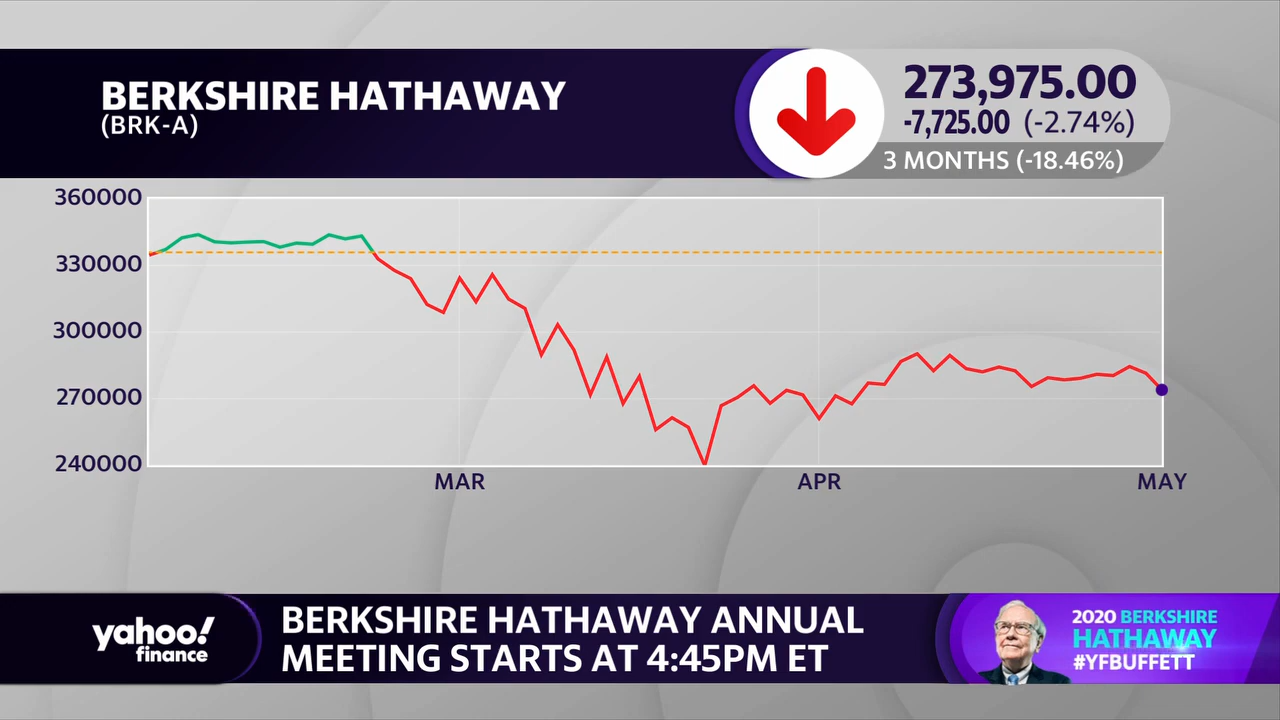 BERKSHIRE HATHAWAY
(BRK-A)
273,975.00
-7,725.00 (-2.74%)
3 MONTHS (-18.46%)
360000
330000
300000
270000
240000
MAR APR MAY
yahoo!
finance
BERKSHIRE HATHAWAY ANNUAL
MEETING STARTS AT 4:45PM ET
2020 BERKSHIRE
HATHAWAY
#YFBUFFETT